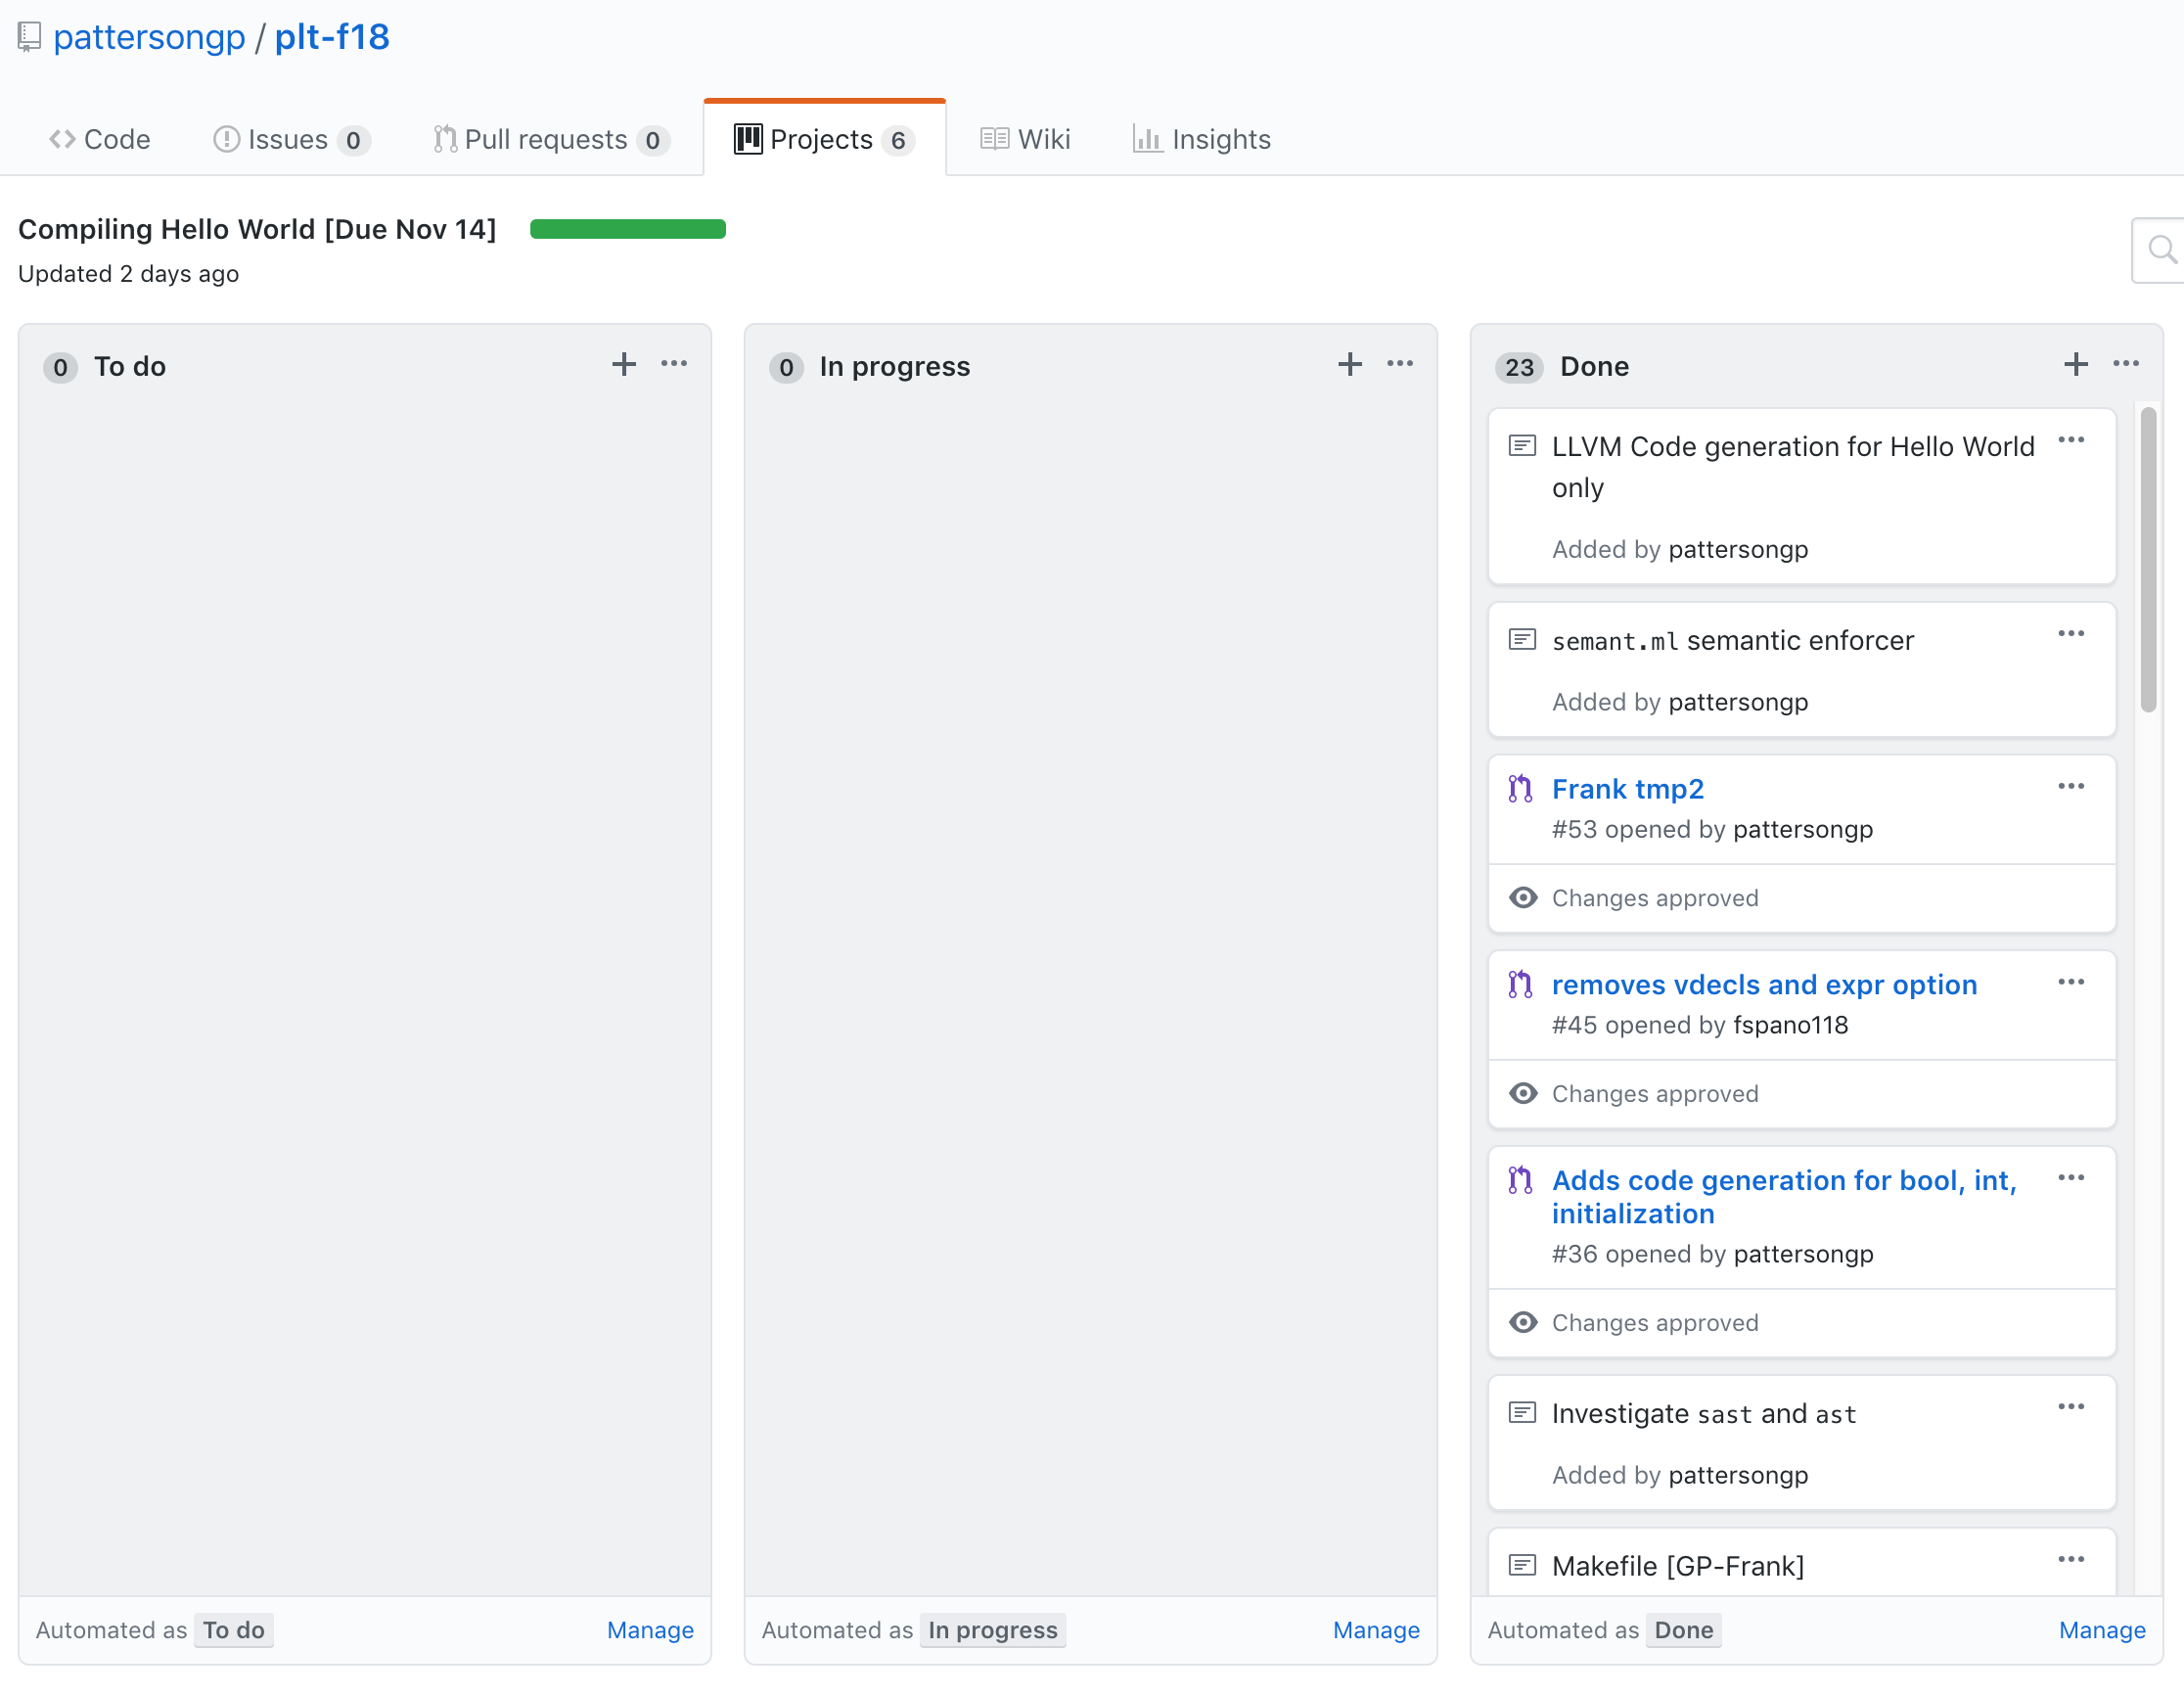 pattersongp / plt-f18
Code Issues 0 Pull requests 0 Projects 6 Wiki Insights
Compiling Hello World [Due Nov 14]
Updated 2 days ago
0 To do
Automated as To do Manage
0 In progress
Automated as In progress Manage
23 Done
LLVM Code generation for Hello World
only
Added by pattersongp
semant.ml semantic enforcer
Added by pattersongp
Frank tmp2
#53 opened by pattersongp
Changes approved
removes vdecls and expr option
#45 opened by fspano118
Changes approved
Adds code generation for bool, int,
initialization
#36 opened by pattersongp
Changes approved
Investigate sast and ast
Added by pattersongp
Makefile [GP-Frank]
Automated as Done Manage